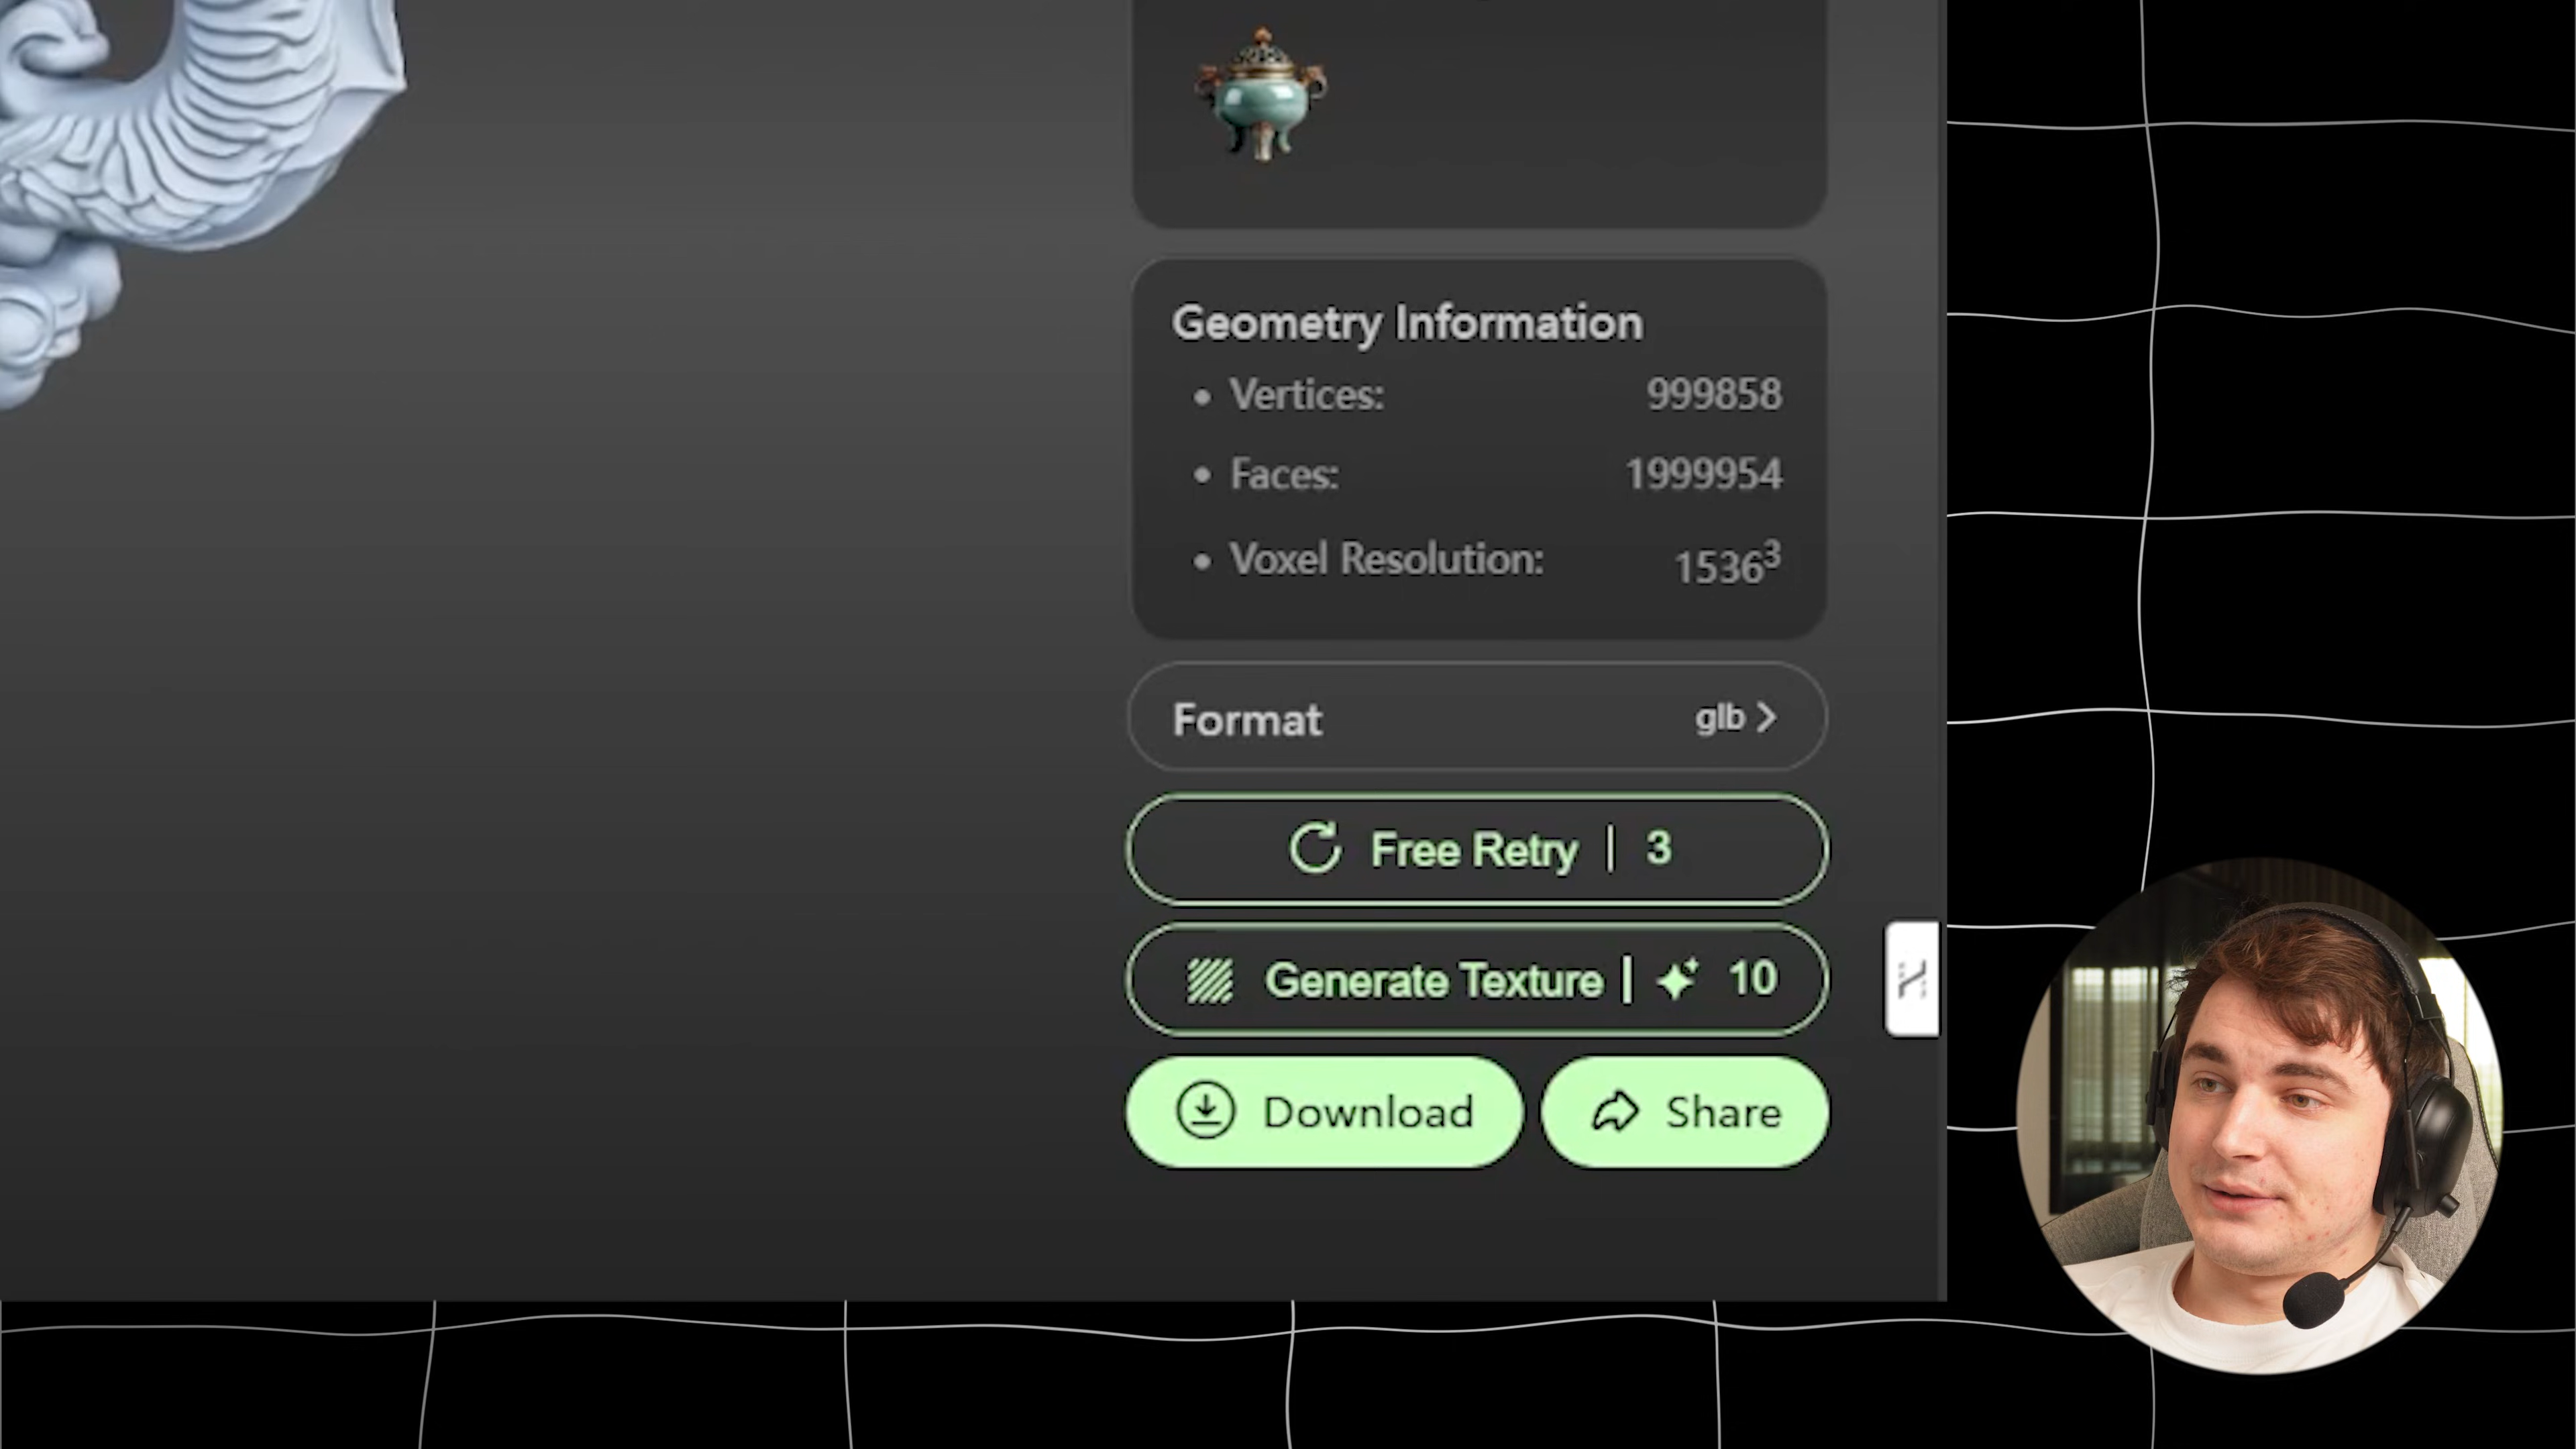 Geometry Information
• Vertices: 999858
• Faces: 1999954
• Voxel Resolution: 1536³
Format glb >
Free Retry | 3
Generate Texture | 10
Download Share